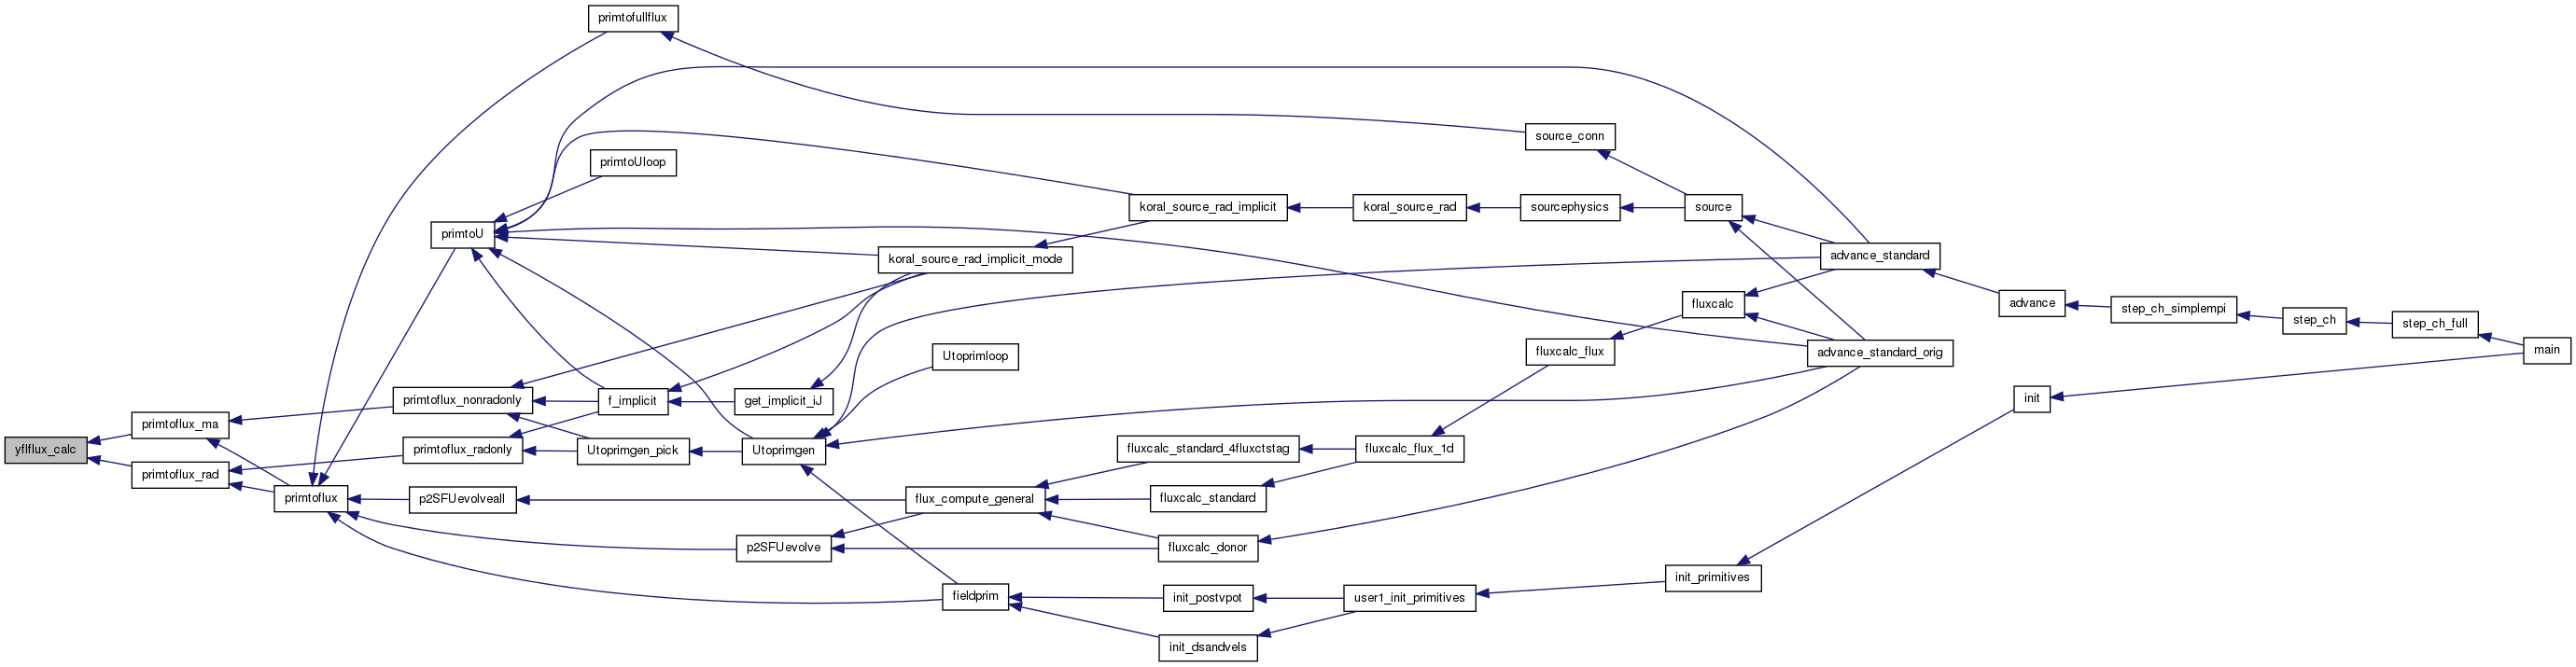 primtofullflux
source_conn
primtoUloop
koral_source_rad_implicit
koral_source_rad
sourcephysics
source
primtoU
koral_source_rad_implicit_mode
advance_standard
fluxcalc
advance
step_ch_simplempi
step_ch
step_ch_full
main
Utoprimloop
fluxcalc_flux
advance_standard_orig
primtoflux_nonradonly
f_implicit
get_implicit_iJ
init
primtoflux_ma
yflflux_calc
primtoflux_radonly
Utoprimgen_pick
Utoprimgen
fluxcalc_standard_4fluxctstag
fluxcalc_flux_1d
primtoflux_rad
primtoflux
p2SFUevolveall
flux_compute_general
fluxcalc_standard
p2SFUevolve
fluxcalc_donor
init_primitives
fieldprim
init_postvpot
user1_init_primitives
init_dsandvels